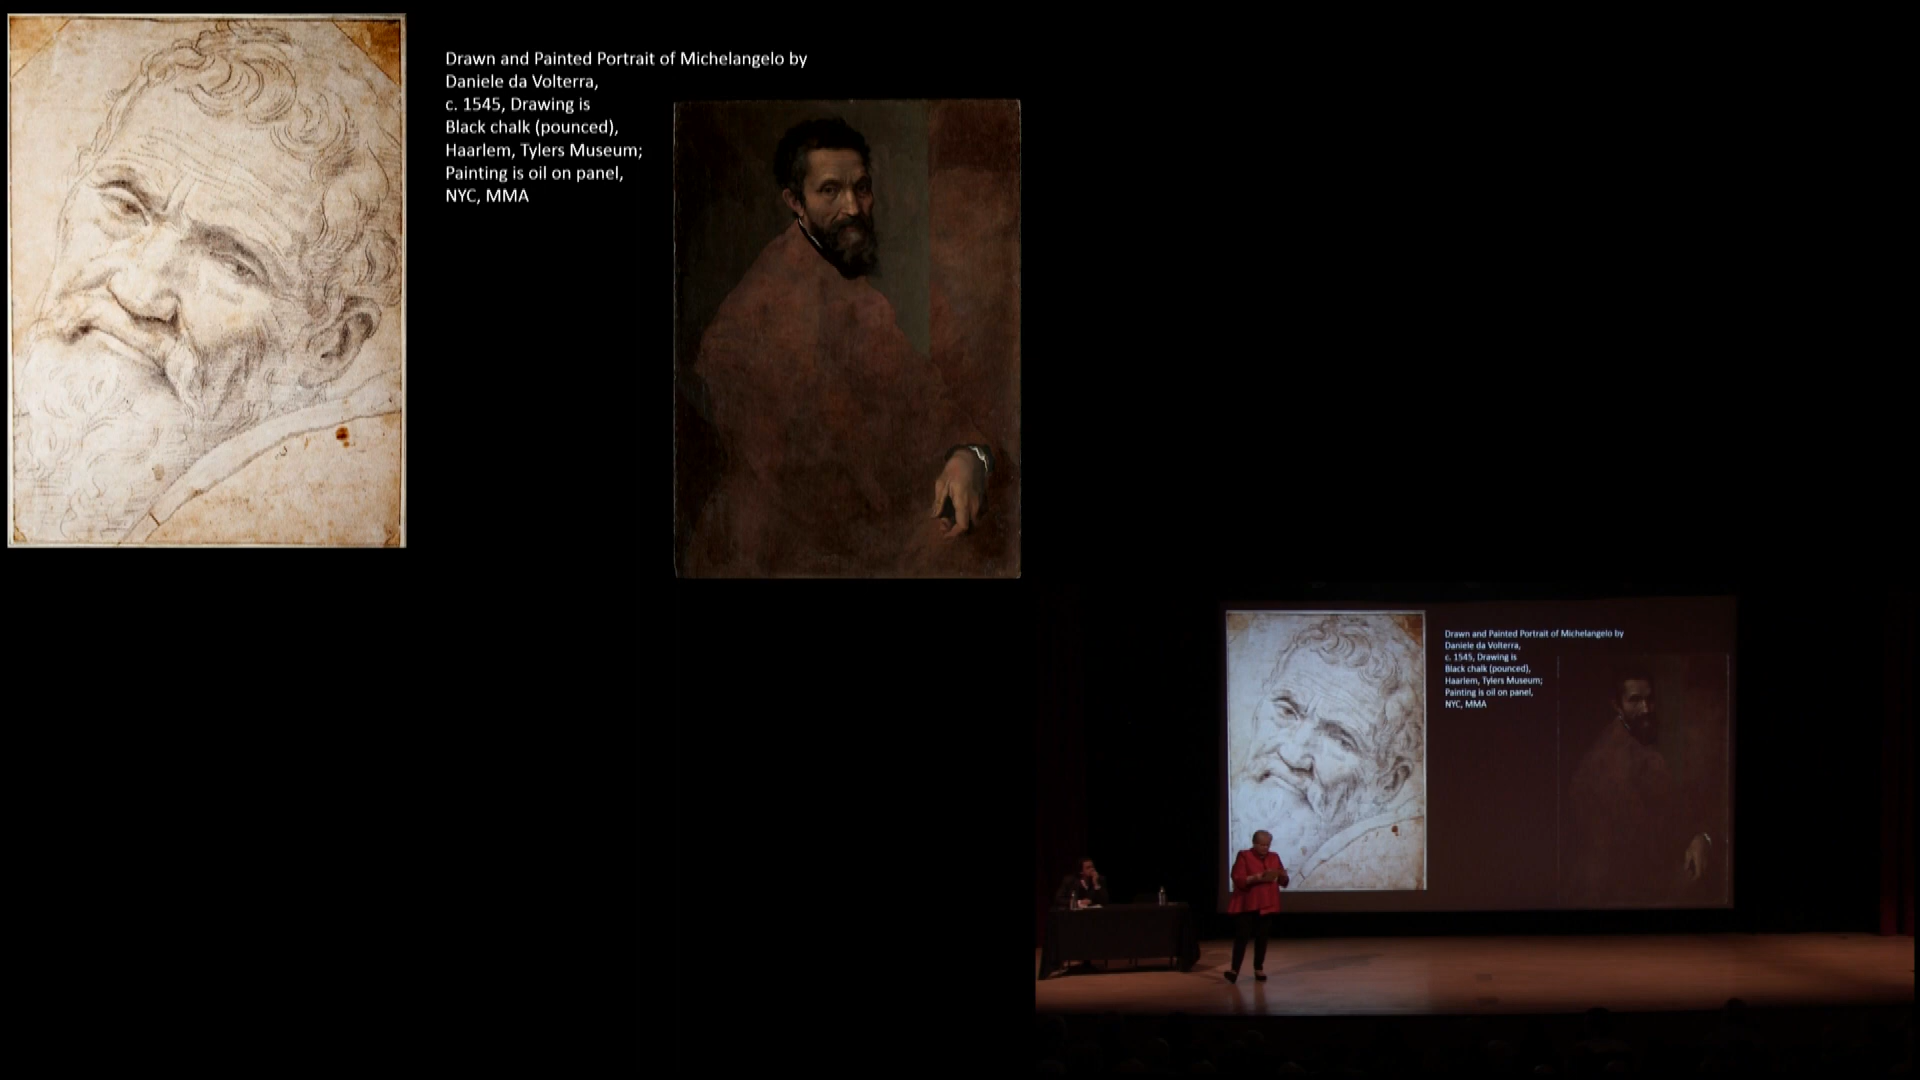 Drawn and Painted Portrait of Michelangelo by
Daniele da Volterra,
c. 1545, Drawing is
Black chalk (pounced),
Haarlem, Tylers Museum;
Painting is oil on panel,
NYC, MMA
Drawn and Painted Portrait of Michelangelo by
Daniele da Volterra,
c. 1545, Drawing is
Black chalk (pounced),
Haarlem, Tylers Museum;
Painting is oil on panel,
NYC, MMA